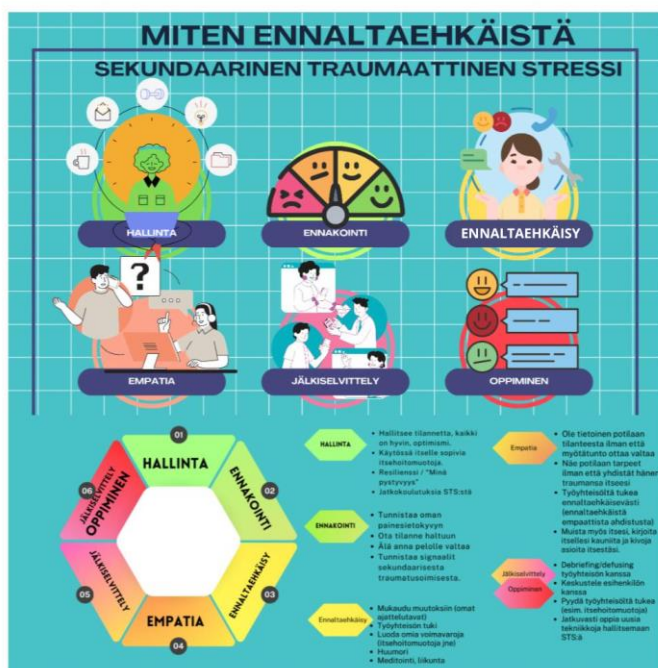 MITEN ENNALTAEHKÄISTÄ
SEKUNDAARINEN TRAUMAATTINEN STRESSI
HALLINTA
ENNAKOINTI
ENNALTAEHKÄISY
?
EMPATIA
JÄLKISELVITTELY
OPPIMINEN
01
HALLINTA
02
ENNAKOINTI
03
ENNALTAEHKÄISY
04
EMPATIA
05
JÄLKISELVITTELY
06
JÄLKISELVITTELY
OPPIMINEN
HALLINTA
• Hallitsee tilannetta, kaikki
on hyvin, optimismi.
• Käytössä itselle sopivia
itsehoitomuotoja.
• Resilienssi / "Minä
pystyvyys"
• Jatkokoulutuksia STS:stä
ENNAKOINTI
• Tunnistaa oman
painesietokyvyn
• Ota tilanne haltuun
• Älä anna pelolle valtaa
• Tunnistaa signaalit
sekundaarisesta
traumatusoimisesta.
Ennaltaehkäisy
• Mukaudu muutoksiin (omat
ajattelutavat)
• Työyhteisön tuki
• Luoda omia voimavaroja
(itsehoitomuotoja jne)
• Huumori
• Meditointi, liikunta
Empatia
• Ole tietoinen potilaan
tilanteesta ilman että
myötätunto ottaa valtaa
• Näe potilaan tarpeet
ilman että yhdistät hänen
traumansa itseesi
• Työyhteisöltä tukea
ennaltaehkäisevästi
(ennaltaehkäistä
empaattista ahdistusta)
• Muista myös itsesi, kirjoita
itsellesi kauniita ja kivoja
asioita itsestäsi.
Jälkiselvittely
Oppiminen
• Debriefing/defusing
työyhteisön kanssa
• Keskustele esihenkilön
kanssa
• Pyydä työyhteisöltä tukea
(esim. itsehoitomuotoja)
• Jatkuvasti oppia uusia
tekniikkoja hallitsemaan
STS:ä